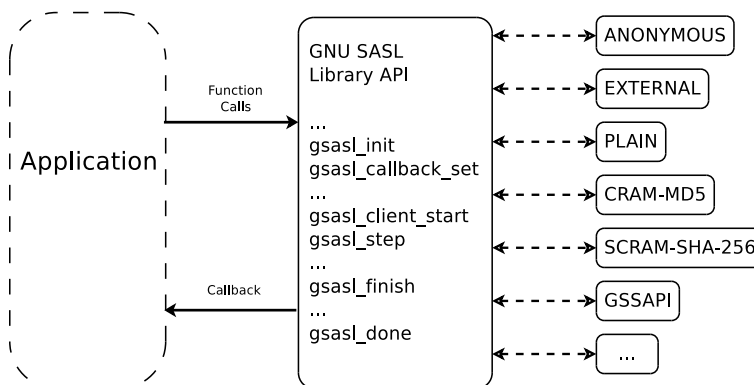 Application
Function
Calls
Callback
GNU SASL
Library API
...
gsasl_init
gsasl_callback_set
...
gsasl_client_start
gsasl_step
...
gsasl_finish
...
gsasl_done
ANONYMOUS
EXTERNAL
PLAIN
CRAM-MD5
SCRAM-SHA-256
GSSAPI
...